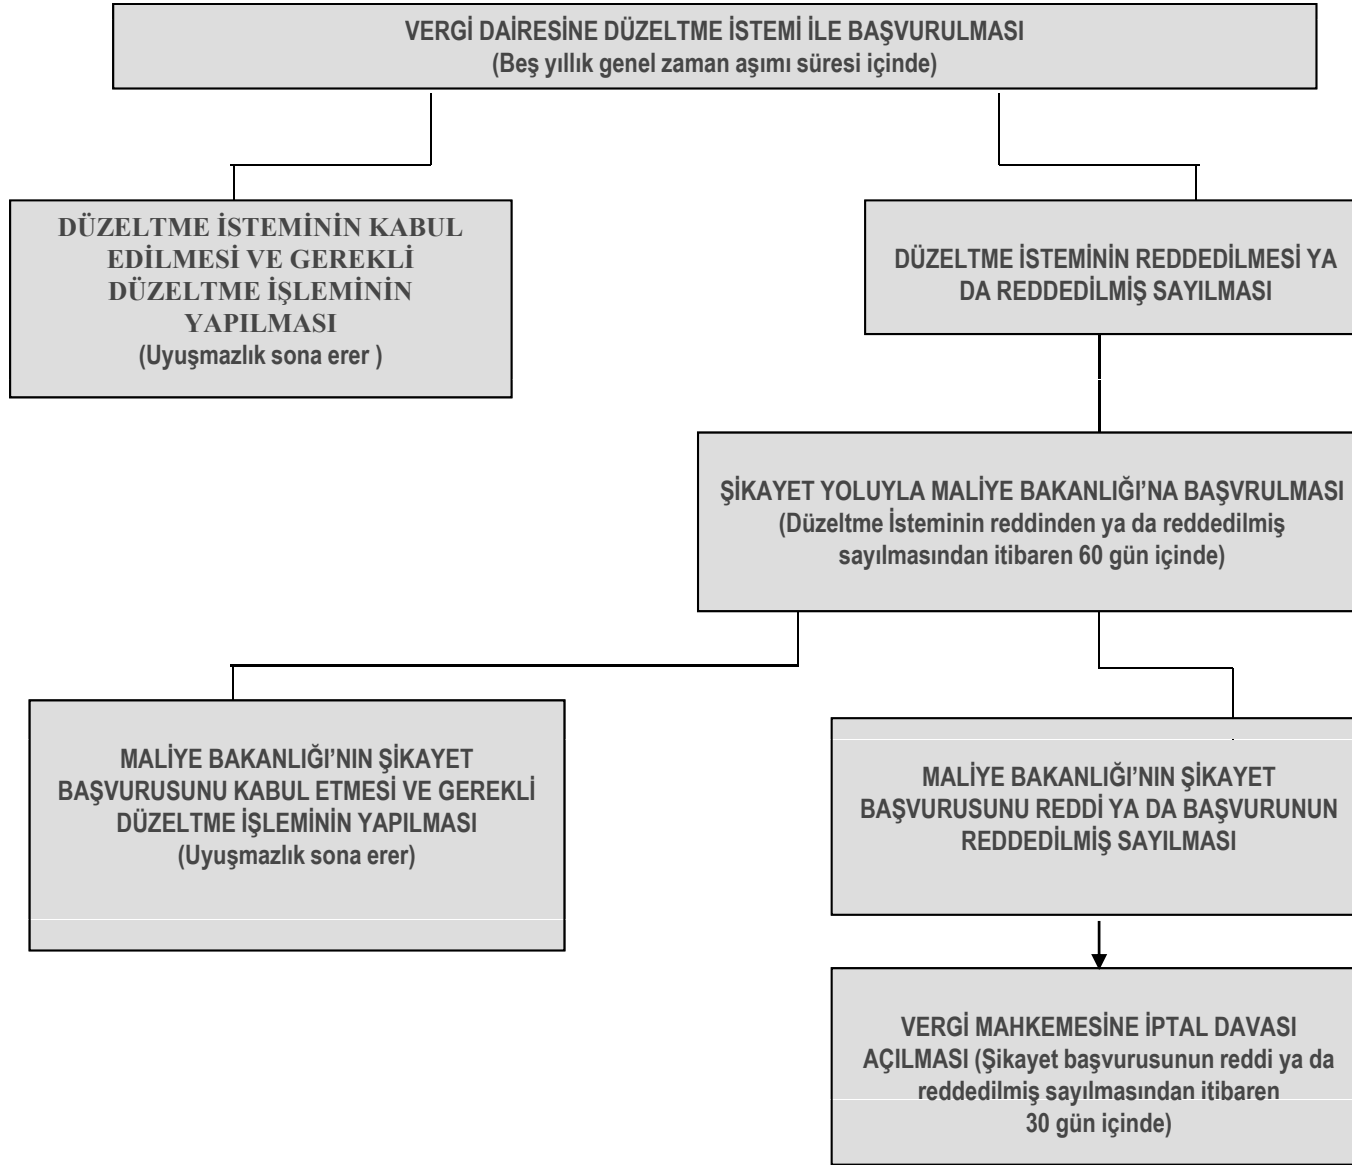 VERGİ DAİRESİNE DÜZELTME İSTEMİ İLE BAŞVURULMASI
(Beş yıllık genel zaman aşımı süresi içinde)
DÜZELTME İSTEMİNİN KABUL
EDİLMESİ VE GEREKLİ
DÜZELTME İŞLEMİNİN
YAPILMASI
(Uyuşmazlık sona erer )
DÜZELTME İSTEMİNİN REDDEDİLMESİ YA
DA REDDEDİLMİŞ SAYILMASI
ŞİKAYET YOLUYLA MALİYE BAKANLIĞI’NA BAŞVRULMASI
(Düzeltme İsteminin reddinden ya da reddedilmiş
sayılmasından itibaren 60 gün içinde)
MALİYE BAKANLIĞI’NIN ŞİKAYET
BAŞVURUSUNU KABUL ETMESİ VE GEREKLİ
DÜZELTME İŞLEMİNİN YAPILMASI
(Uyuşmazlık sona erer)
MALİYE BAKANLIĞI’NIN ŞİKAYET
BAŞVURUSUNU REDDİ YA DA BAŞVURUNUN
REDDEDİLMİŞ SAYILMASI
VERGİ MAHKEMESİNE İPTAL DAVASI
AÇILMASI (Şikayet başvurusunun reddi ya da
reddedilmiş sayılmasından itibaren
30 gün içinde)